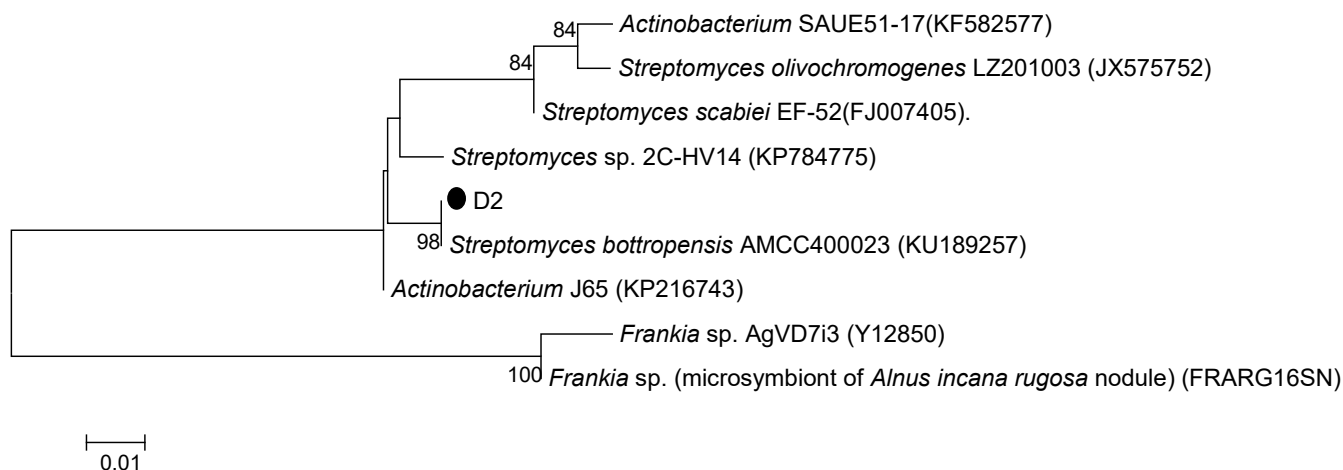 84
Actinobacterium SAUE51-17(KF582577)
84
Streptomyces olivochromogenes LZ201003 (JX575752)
Streptomyces scabiei EF-52(FJ007405).
Streptomyces sp. 2C-HV14 (KP784775)
D2
98
Streptomyces bottropensis AMCC400023 (KU189257)
Actinobacterium J65 (KP216743)
Frankia sp. AgVD7i3 (Y12850)
100
Frankia sp. (microsymbiont of Alnus incana rugosa nodule) (FRARG16SN)
0.01